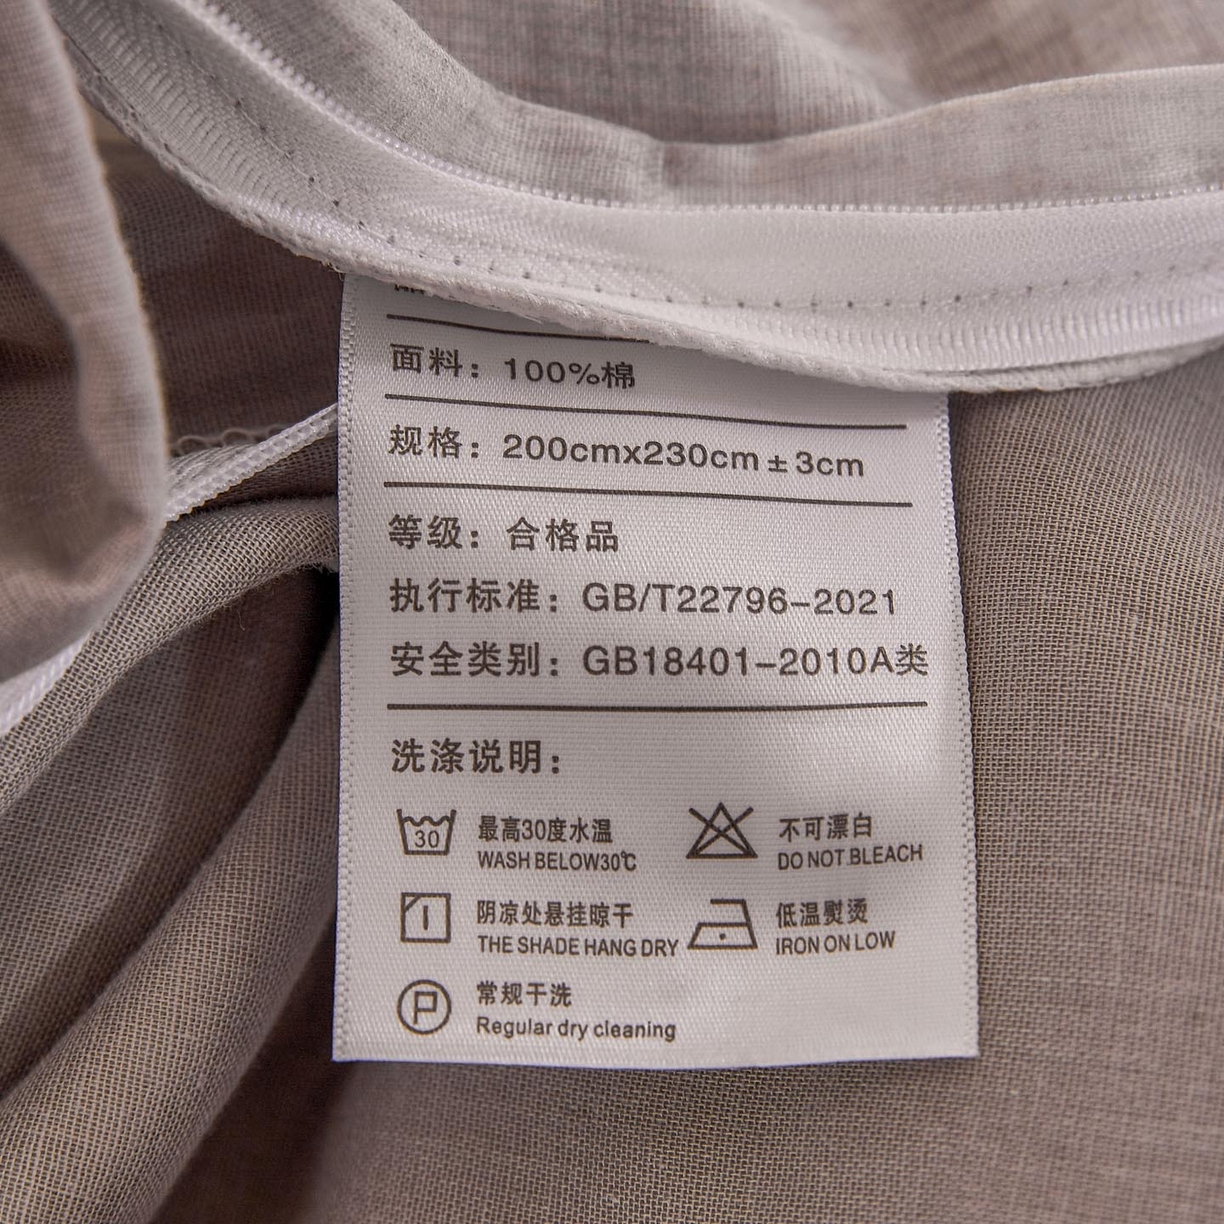 面料：100%棉
规格：200cmx230cm±3cm
等级：合格品
执行标准：GB/T22796-2021
安全类别：GB18401-2010A类
洗涤说明：
30 最高30度水温 不可漂白
WASH BELOW30℃ DO NOT BLEACH
阴凉处悬挂晾干 低温熨烫
THE SHADE HANG DRY IRON ON LOW
P 常规干洗
Regular dry cleaning